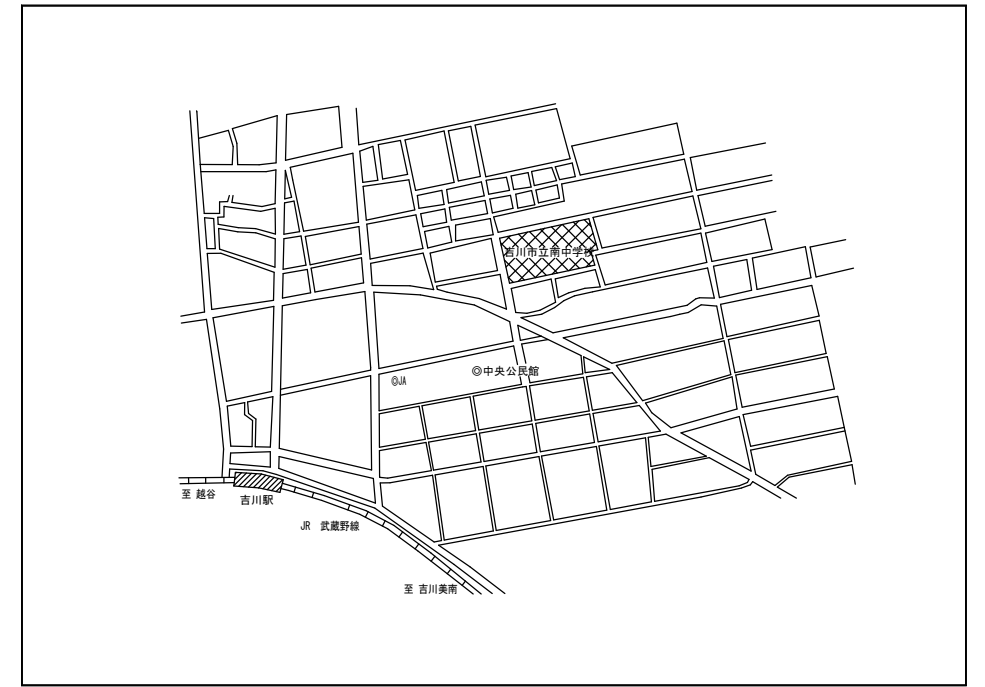 吉川市立南中学校
◎中央公民館
◎JA
至 越谷
吉川駅
JR 武蔵野線
至 吉川美南